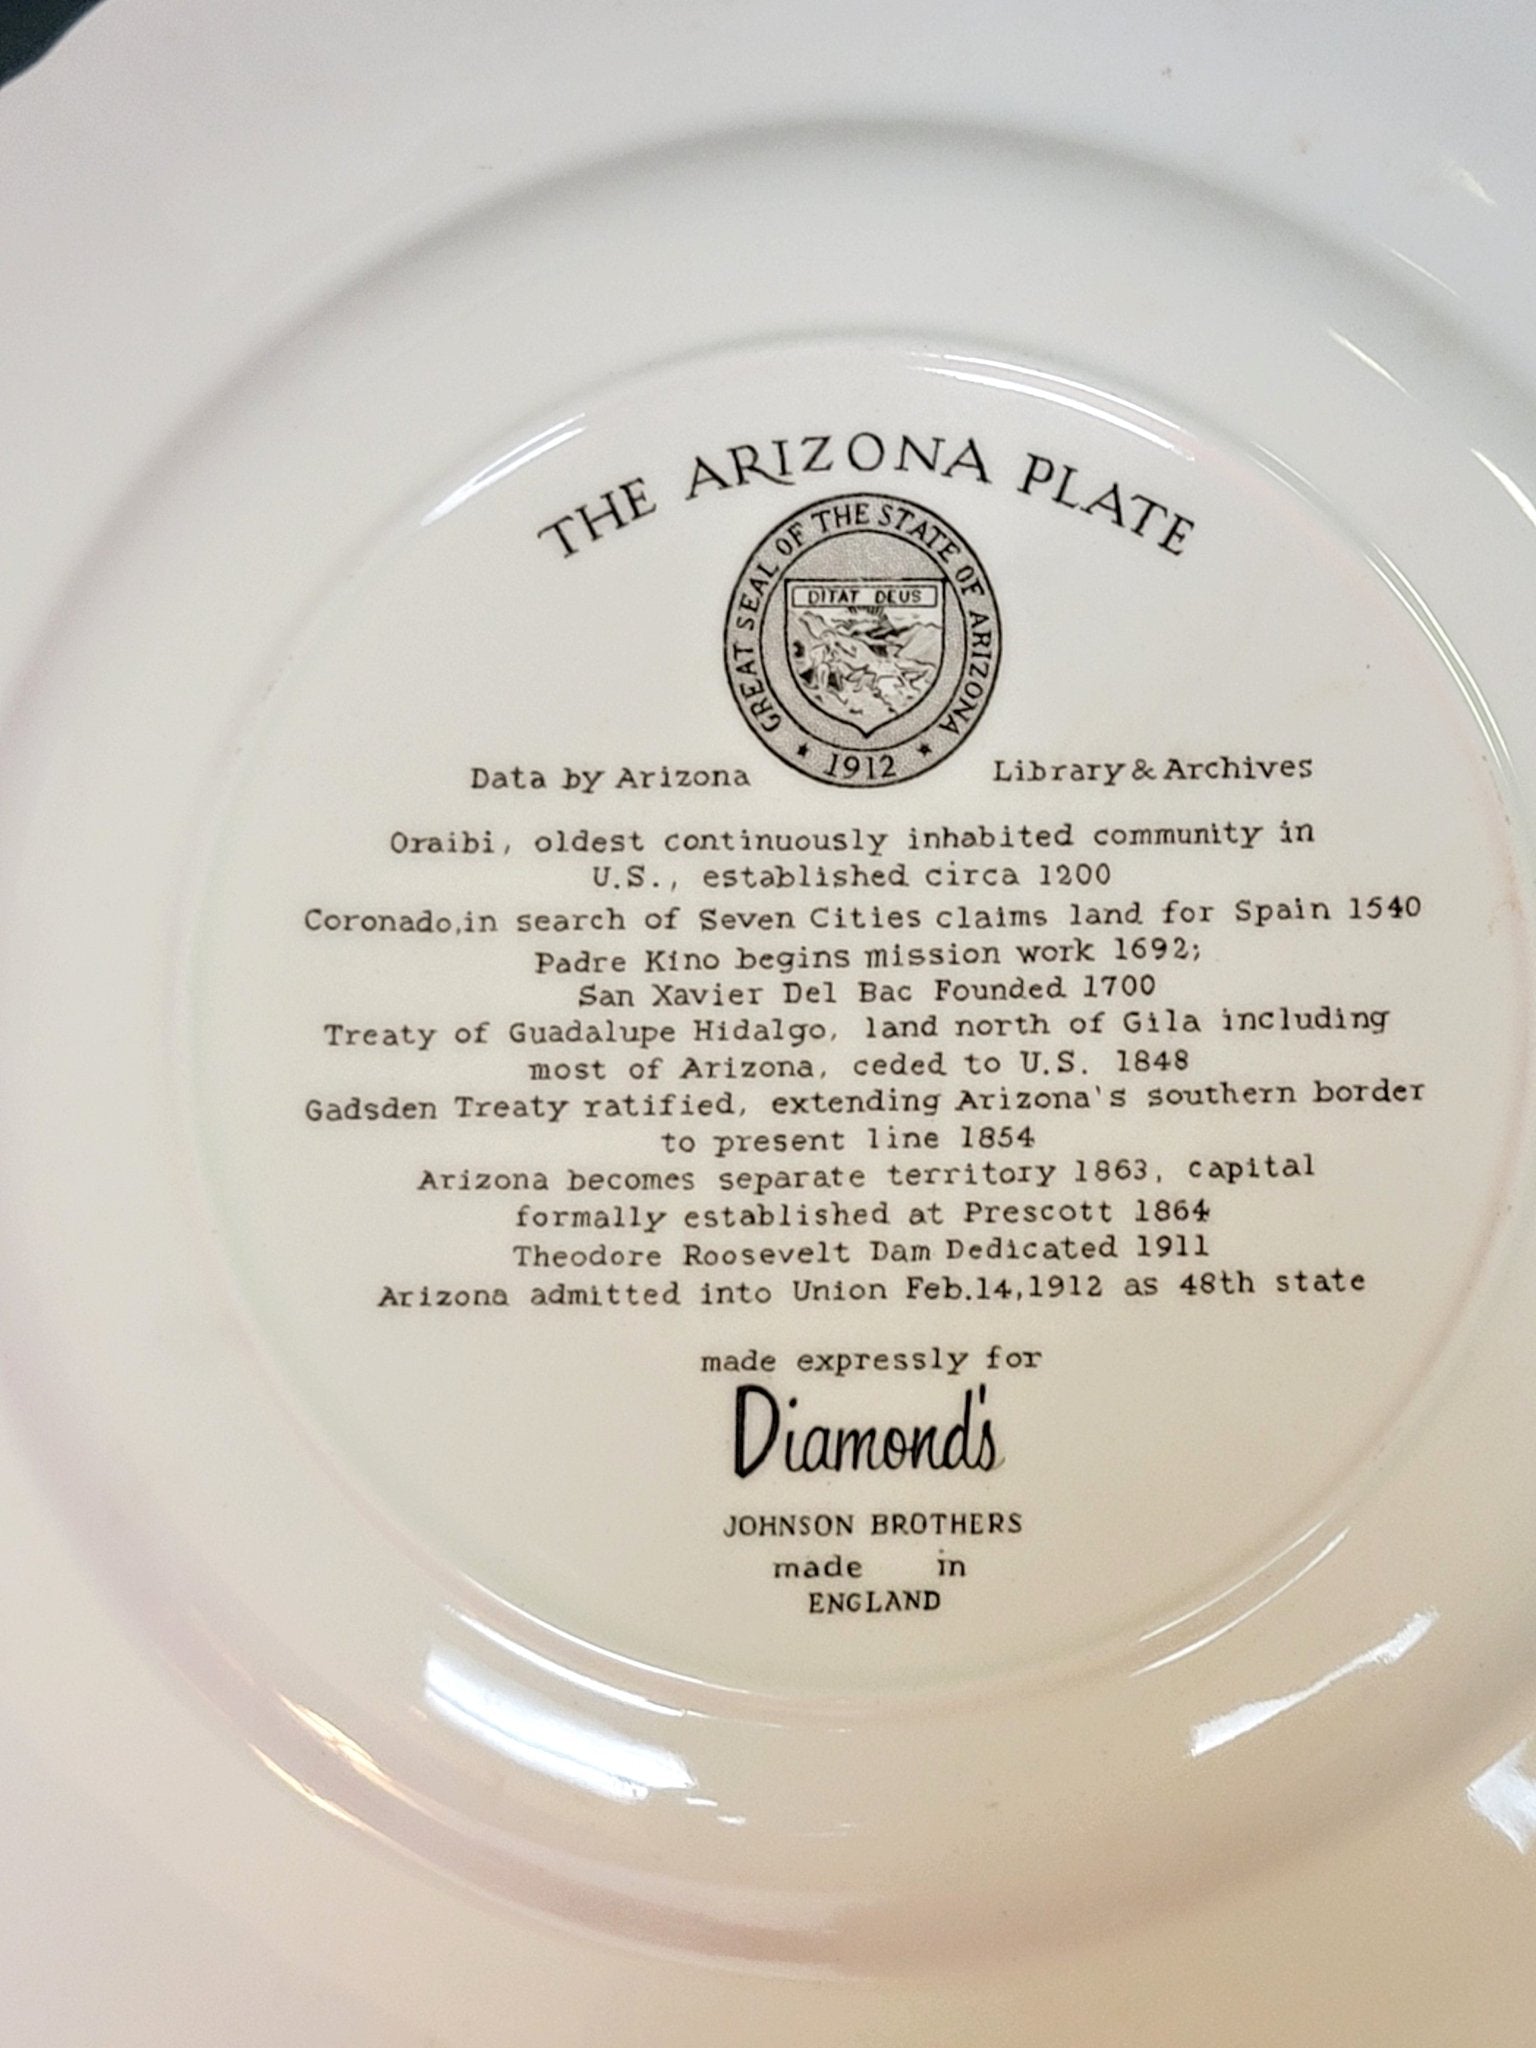 THE ARIZONA PLATE
GREAT SEAL OF THE STATE OF ARIZONA
DITAT DEUS
★ 1912 ★
Data by Arizona Library & Archives
Oraibi, oldest continuously inhabited community in
U.S., established circa 1200
Coronado,in search of Seven Cities claims land for Spain 1540
Padre Kino begins mission work 1692;
San Xavier Del Bac Founded 1700
Treaty of Guadalupe Hidalgo, land north of Gila including
most of Arizona, ceded to U.S. 1848
Gadsden Treaty ratified, extending Arizona's southern border
to present line 1854
Arizona becomes separate territory 1863, capital
formally established at Prescott 1864
Theodore Roosevelt Dam Dedicated 1911
Arizona admitted into Union Feb.14,1912 as 48th state
made expressly for
Diamond's
JOHNSON BROTHERS
made in
ENGLAND